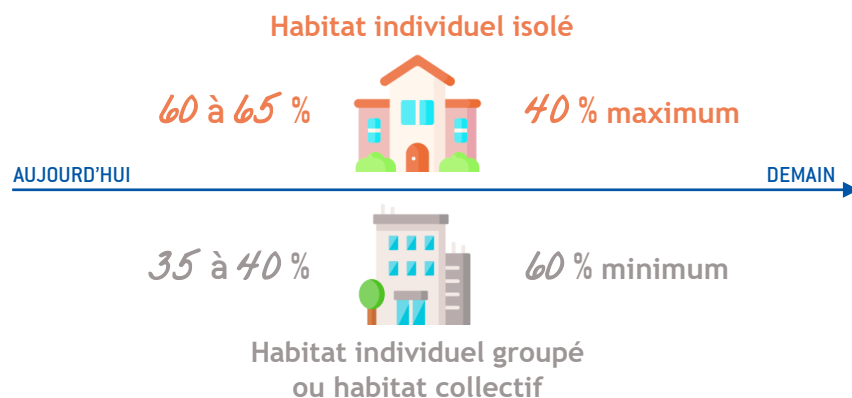 Habitat individuel isolé
60 à 65 % 40 % maximum
AUJOURD'HUI DEMAIN
35 à 40 % 60 % minimum
Habitat individuel groupé
ou habitat collectif